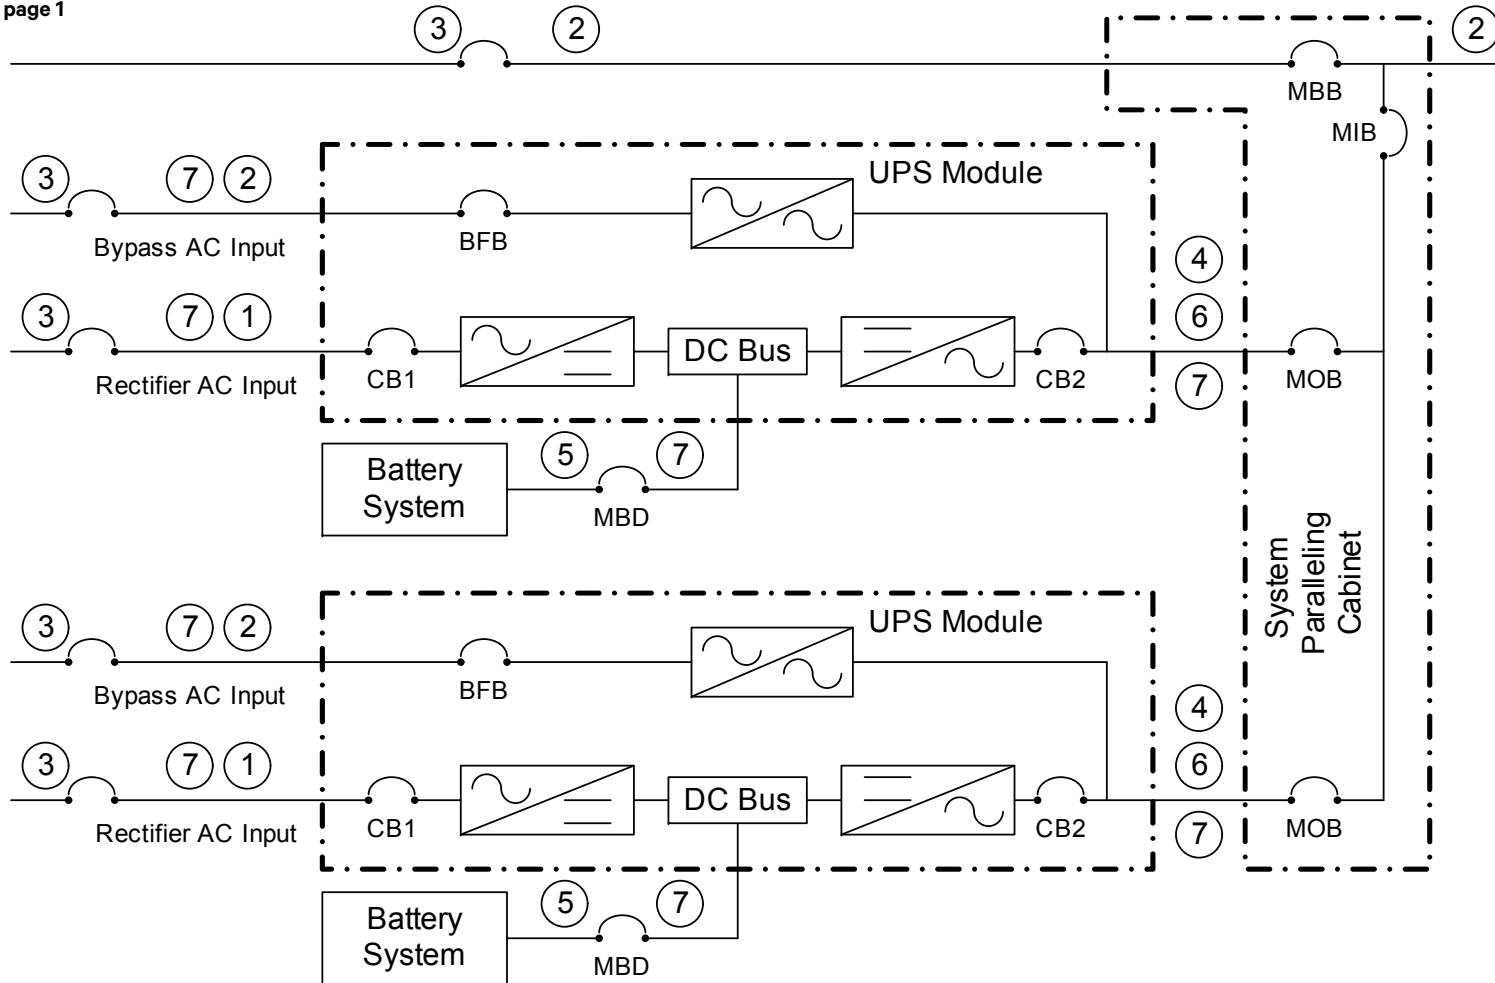 page 1
3 2 2
MBB
MIB
UPS Module
3 7 2
BFB
Bypass AC Input
4
3 7 1 6
DC Bus
CB1 CB2 7 MOB
Rectifier AC Input
Battery
System
5 7
MBD
System
Paralleling
Cabinet
UPS Module
3 7 2
BFB
Bypass AC Input
4
3 7 1 6
DC Bus
CB1 CB2 7 MOB
Rectifier AC Input
Battery
System
5 7
MBD